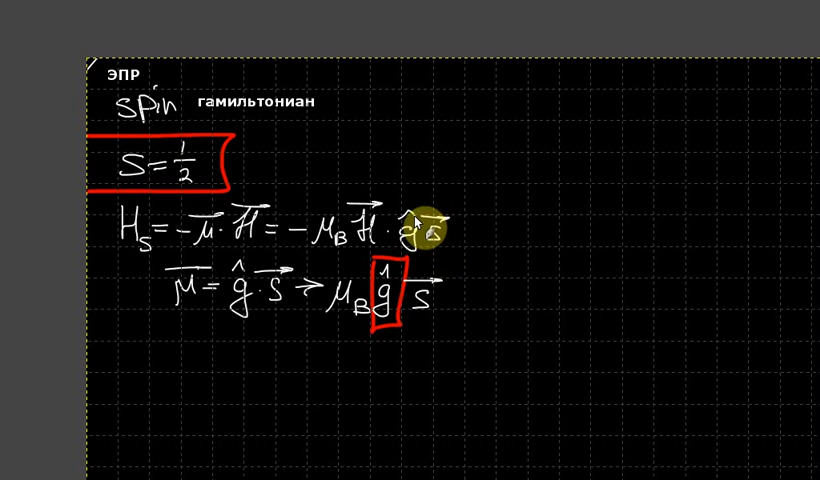 ЭПР
spin гамильтониан
S = 1/2
H_S = -μ⃗ · H⃗ = -μ_B H⃗ · ĝ s⃗
μ⃗ = ĝ · s⃗ → μ_B ĝ s⃗